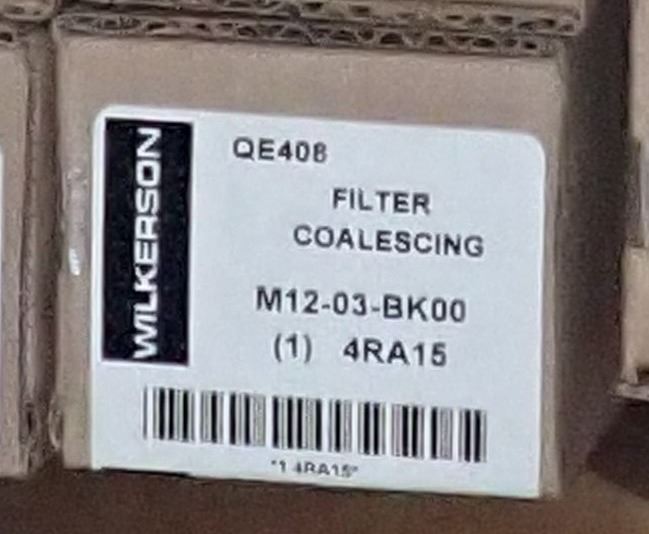 WILKERSON
QE408
FILTER
COALESCING
M12-03-BK00
(1) 4RA15
"1 4RA15"